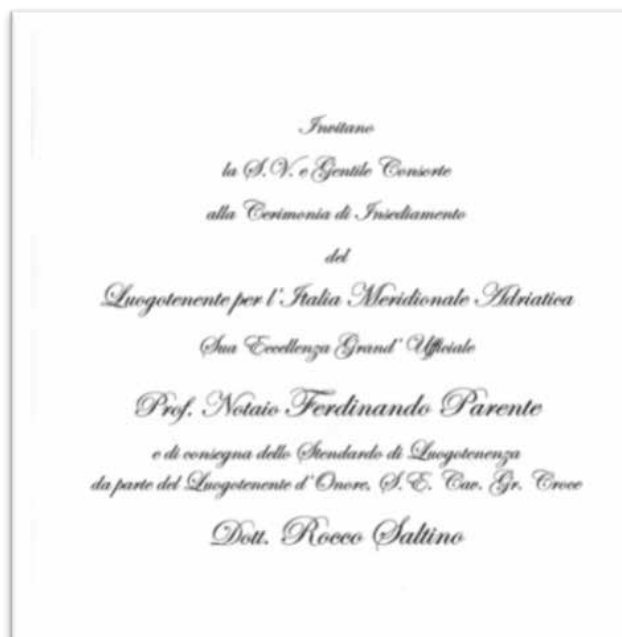 Invitano
la S.V. e Gentile Consorte
alla Cerimonia di Insediamento
del
Luogotenente per l'Italia Meridionale Adriatica
Sua Eccellenza Grand' Ufficiale
Prof. Notaio Ferdinando Parente
e di consegna dello Stendardo di Luogotenenza
da parte del Luogotenente d'Onore, S.E. Cav. Gr. Croce
Dott. Rocco Saltino